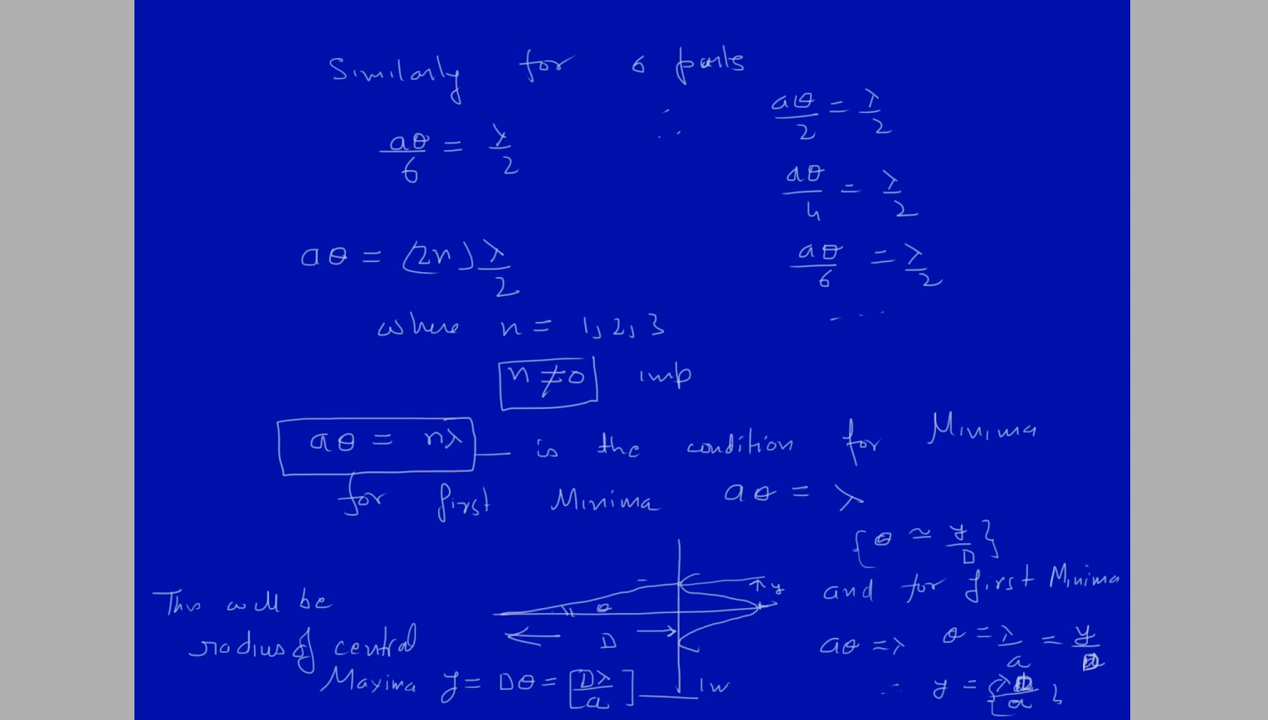 Similarly for 6 parts
aθ/6 = λ/2
∴
aθ/2 = λ/2
aθ/4 = λ/2
aθ/6 = λ/2
.....
aθ = (2n) λ/2
where n = 1, 2, 3
n ≠ 0 imp
aθ = nλ — is the condition for Minima
for first Minima aθ = λ
{θ ≃ y/D}
and for first Minima
aθ = λ θ = λ/a = y/D
∴ y = {λD/a}
θ
D
y
This will be
radius of central
Maxima y = Dθ = [Dλ/a]